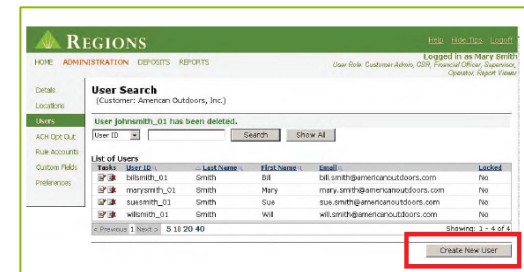 REGIONS
Help Hide Tips Logoff
HOME ADMINISTRATION DEPOSITS REPORTS
Logged in as Mary Smith
User Role: Customer Admin, CSR, Financial Officer, Supervisor, Operator, Report Viewer
Details
Locations
Users
ACH Opt Out
Rule Accounts
Custom Fields
Preferences
User Search
(Customer: American Outdoors, Inc.)
User johnsmith_01 has been deleted.
User ID Search Show All
List of Users
Tasks User ID Last Name First Name Email Locked
billsmith_01 Smith Bill bill.smith@americanoutdoors.com No
marysmith_01 Smith Mary mary.smith@americanoutdoors.com No
suesmith_01 Smith Sue sue.smith@americanoutdoors.com No
willsmith_01 Smith Will will.smith@americanoutdoors.com No
< Previous 1 Next > 5 10 20 40 Showing: 1 - 4 of 4
Create New User